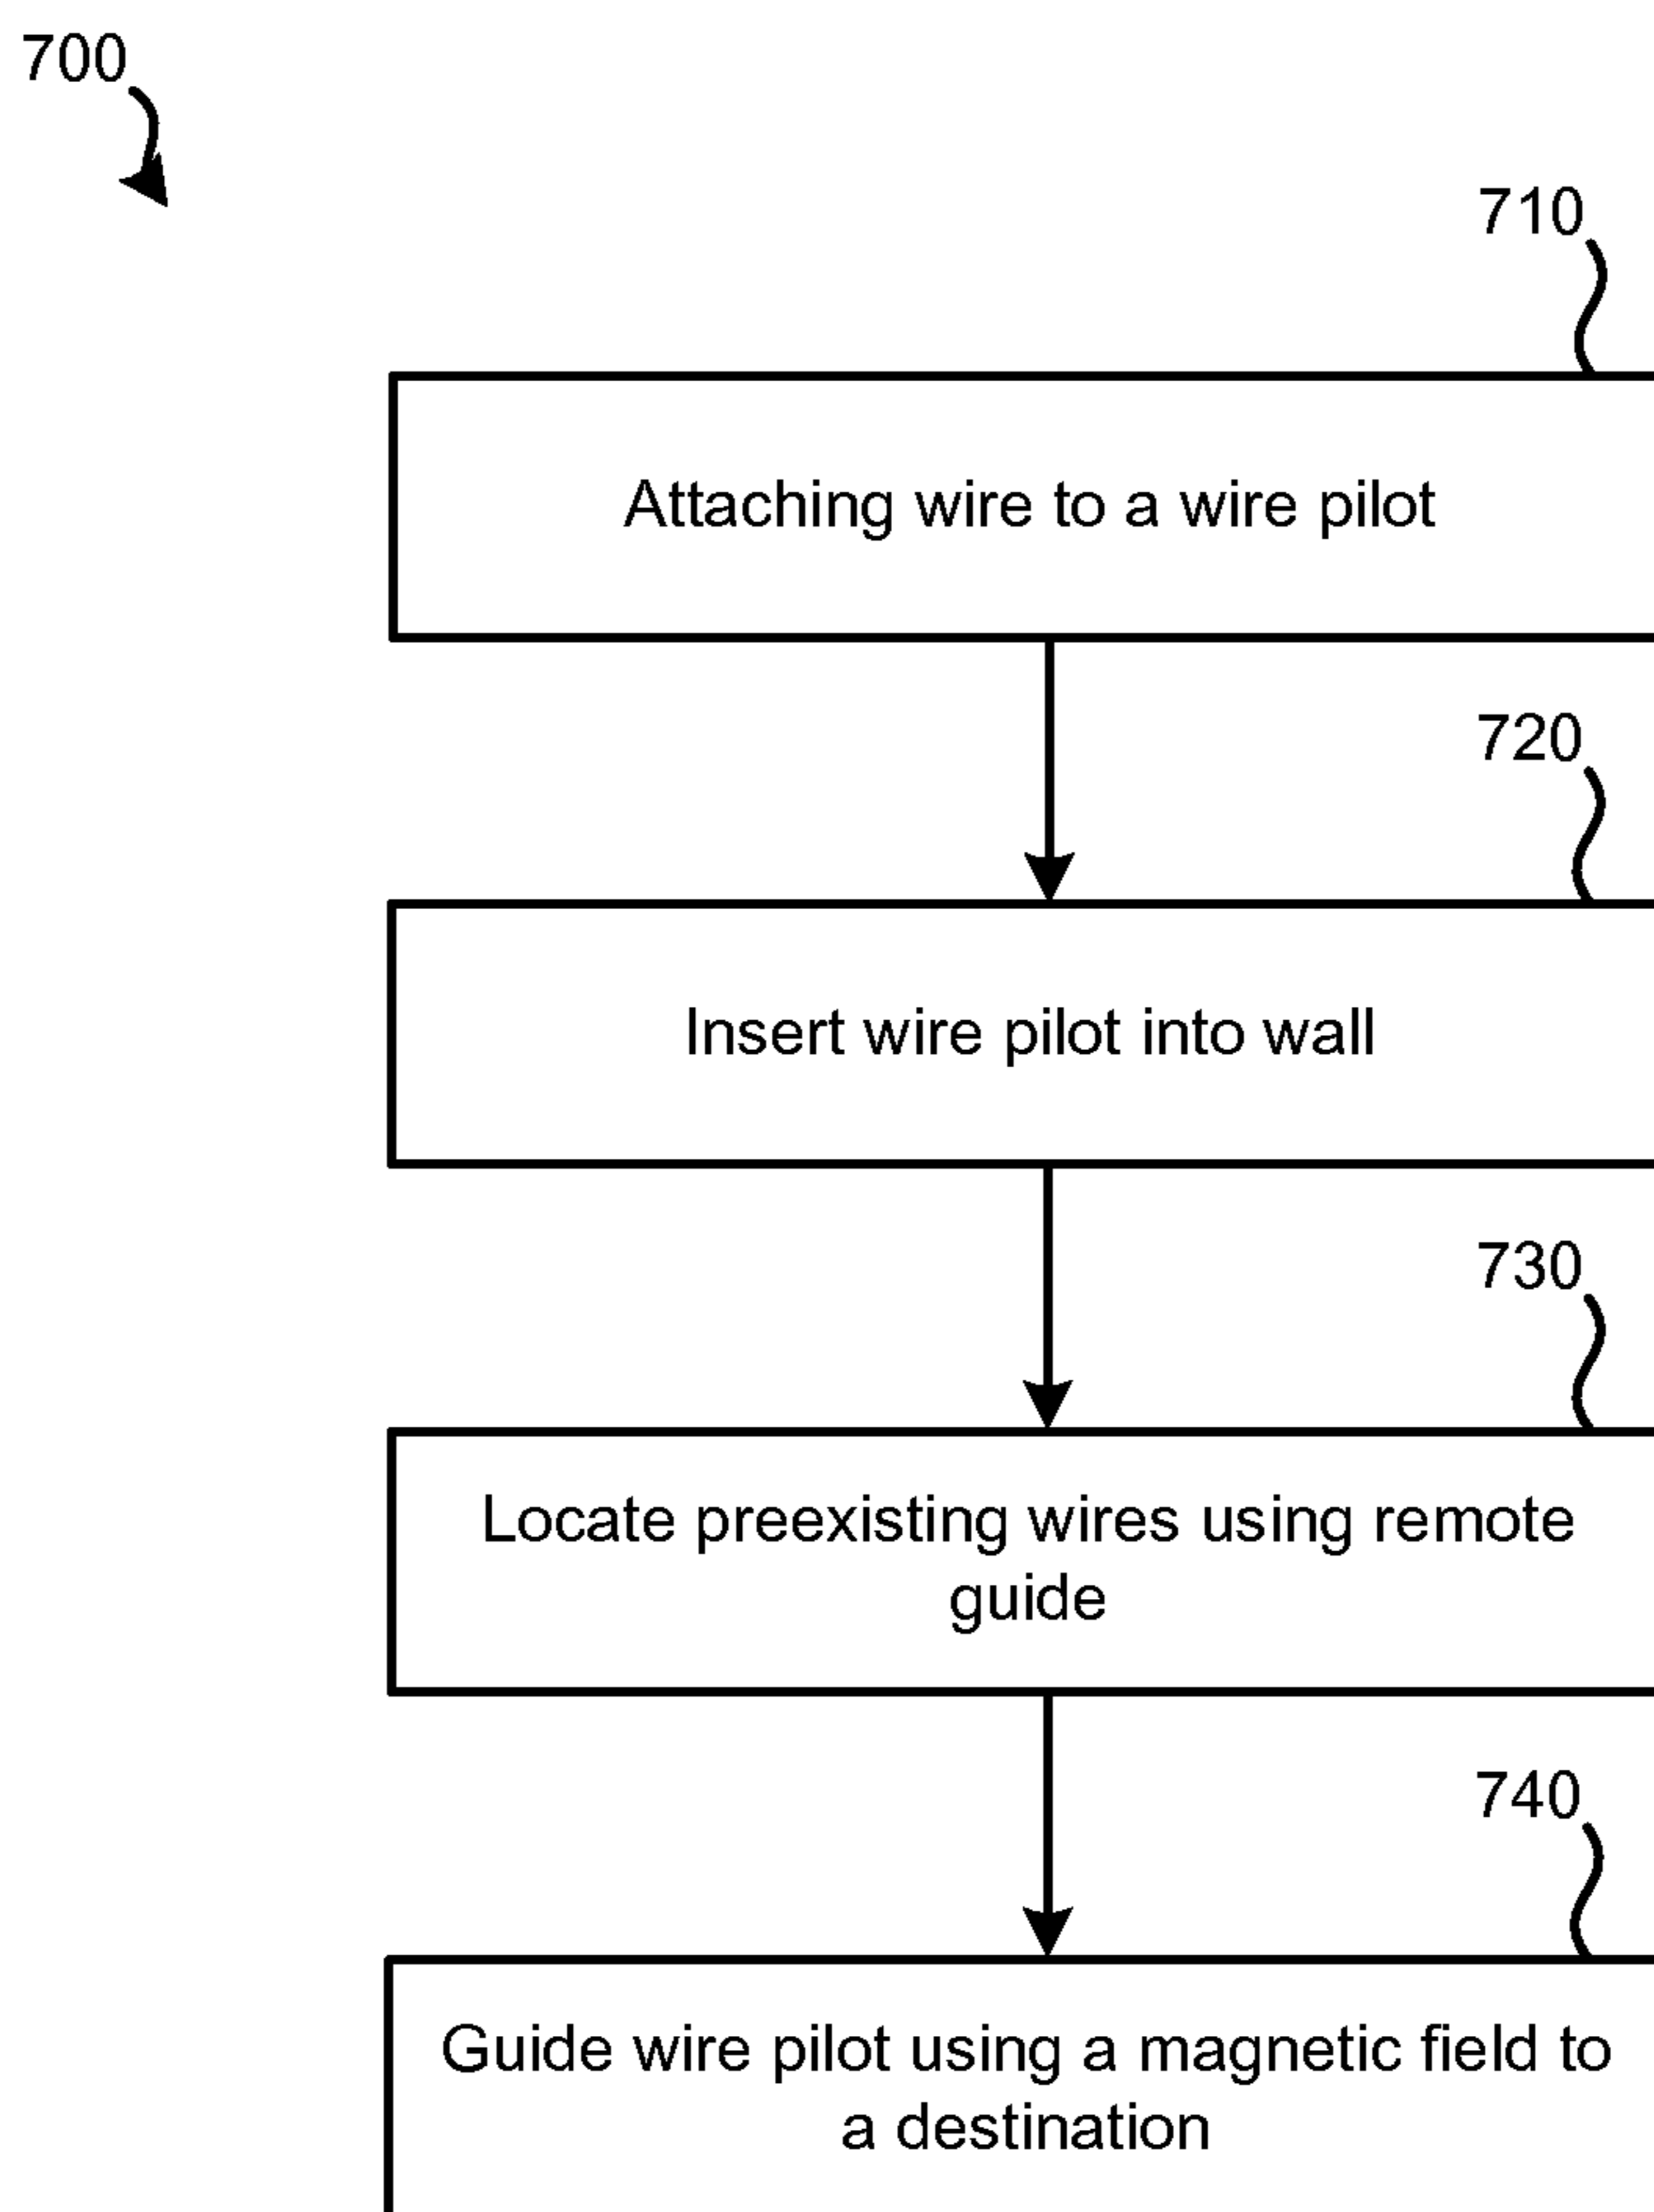 700
710
Attaching wire to a wire pilot
720
Insert wire pilot into wall
730
Locate preexisting wires using remote
guide
740
Guide wire pilot using a magnetic field to
a destination